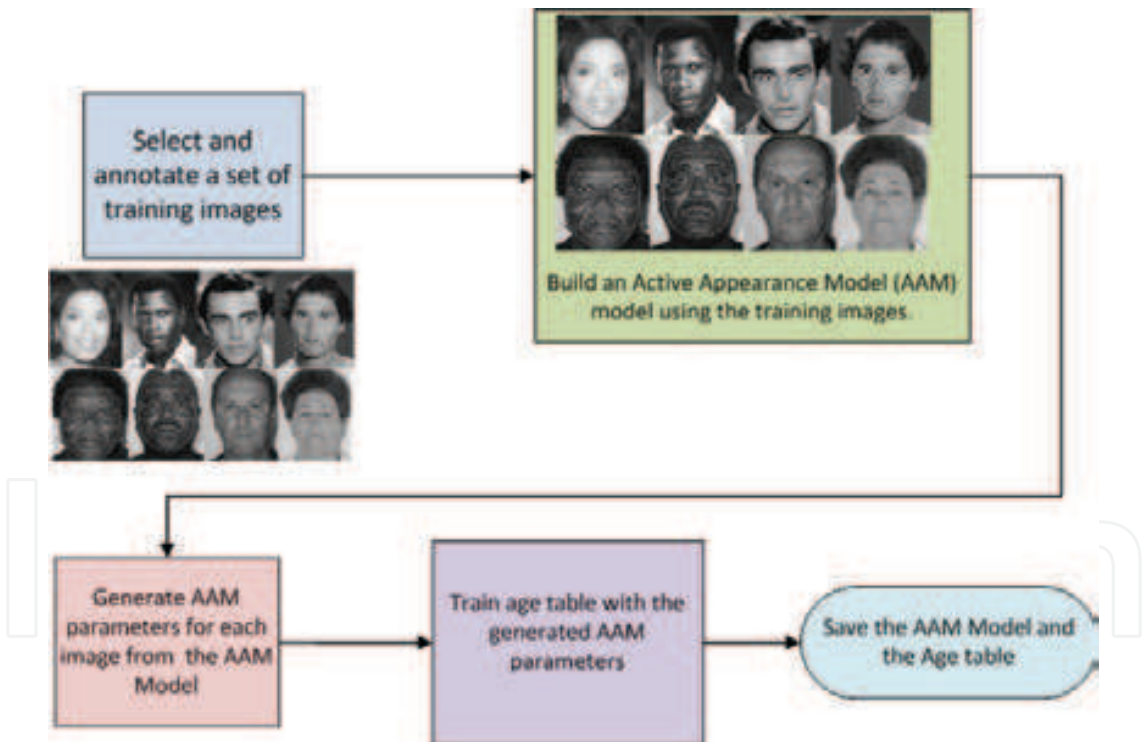 Select and
annotate a set of
training images
Build an Active Appearance Model (AAM)
model using the training images.
Generate AAM
parameters for each
image from the AAM
Model
Train age table with the
generated AAM
parameters
Save the AAM Model and
the Age table